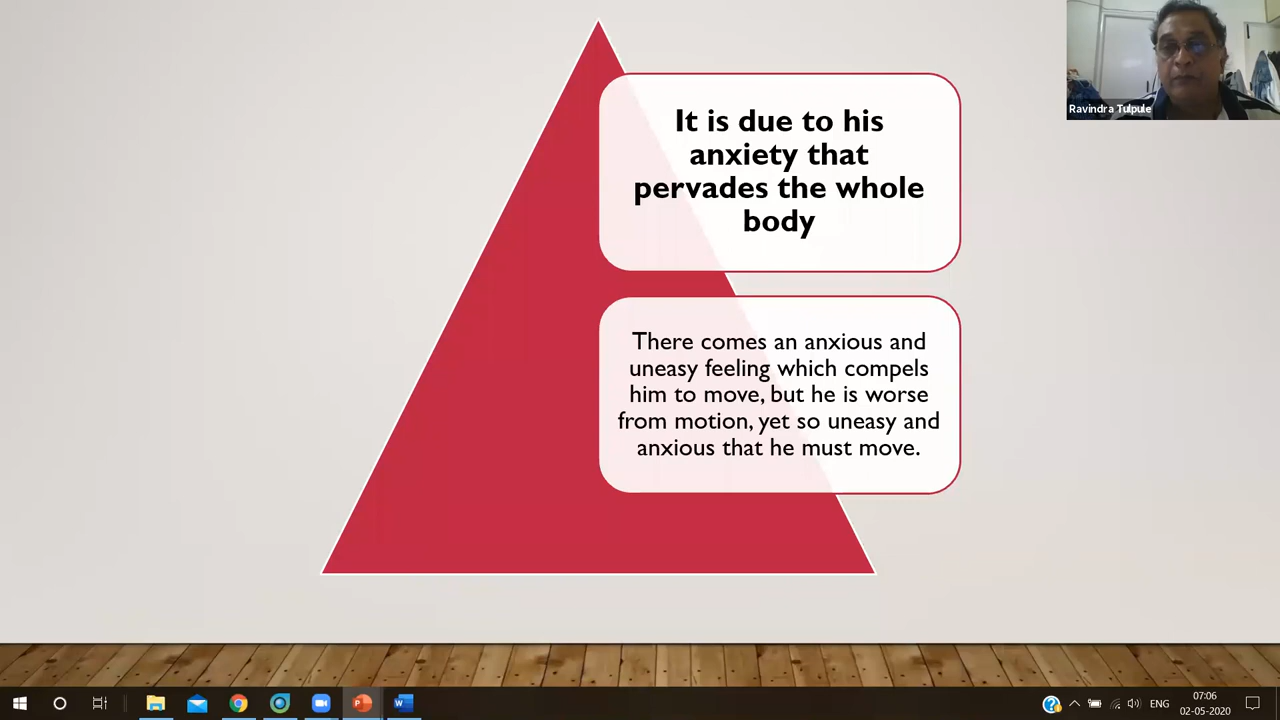 It is due to his
anxiety that
pervades the whole
body
There comes an anxious and
uneasy feeling which compels
him to move, but he is worse
from motion, yet so uneasy and
anxious that he must move.
Ravindra Tulpule
ENG
07:06
02-05-2020